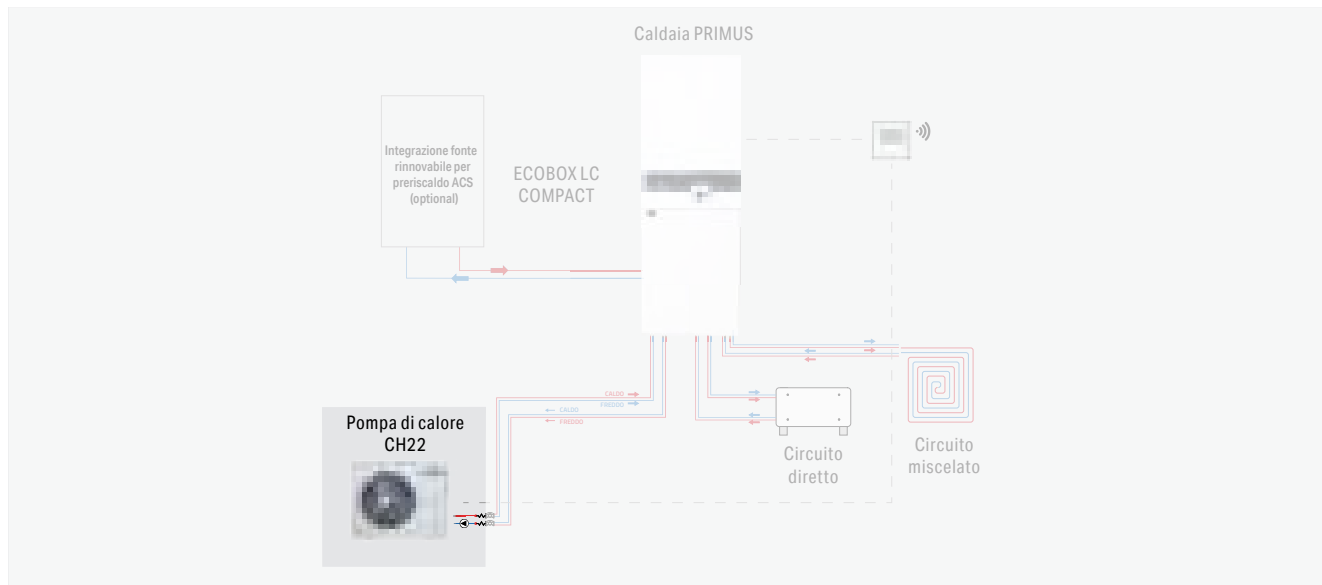 Caldaia PRIMUS
Integrazione fonte
rinnovabile per
preriscaldo ACS
(optional)
ECOBOX LC
COMPACT
CALDO
FREDDO
CALDO
FREDDO
Pompa di calore
CH22
Circuito
diretto
Circuito
miscelato